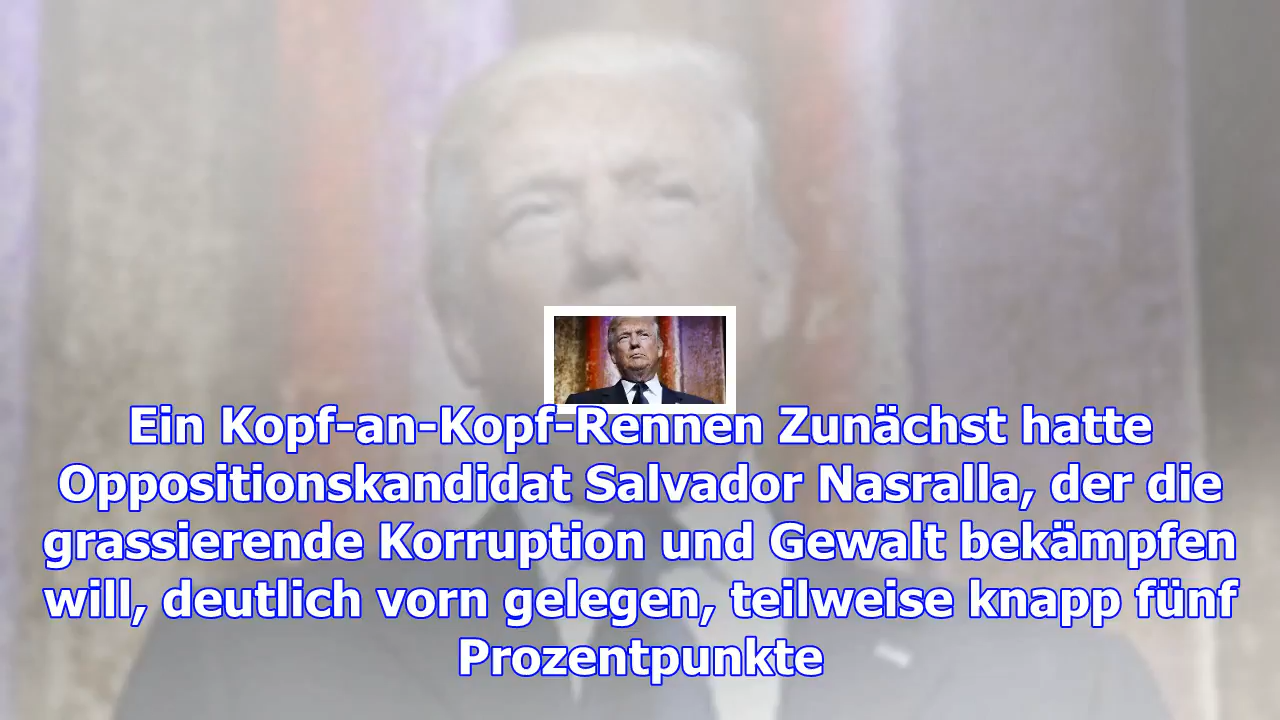 Ein Kopf-an-Kopf-Rennen Zunächst hatte
Oppositionskandidat Salvador Nasralla, der die
grassierende Korruption und Gewalt bekämpfen
will, deutlich vorn gelegen, teilweise knapp fünf
Prozentpunkte